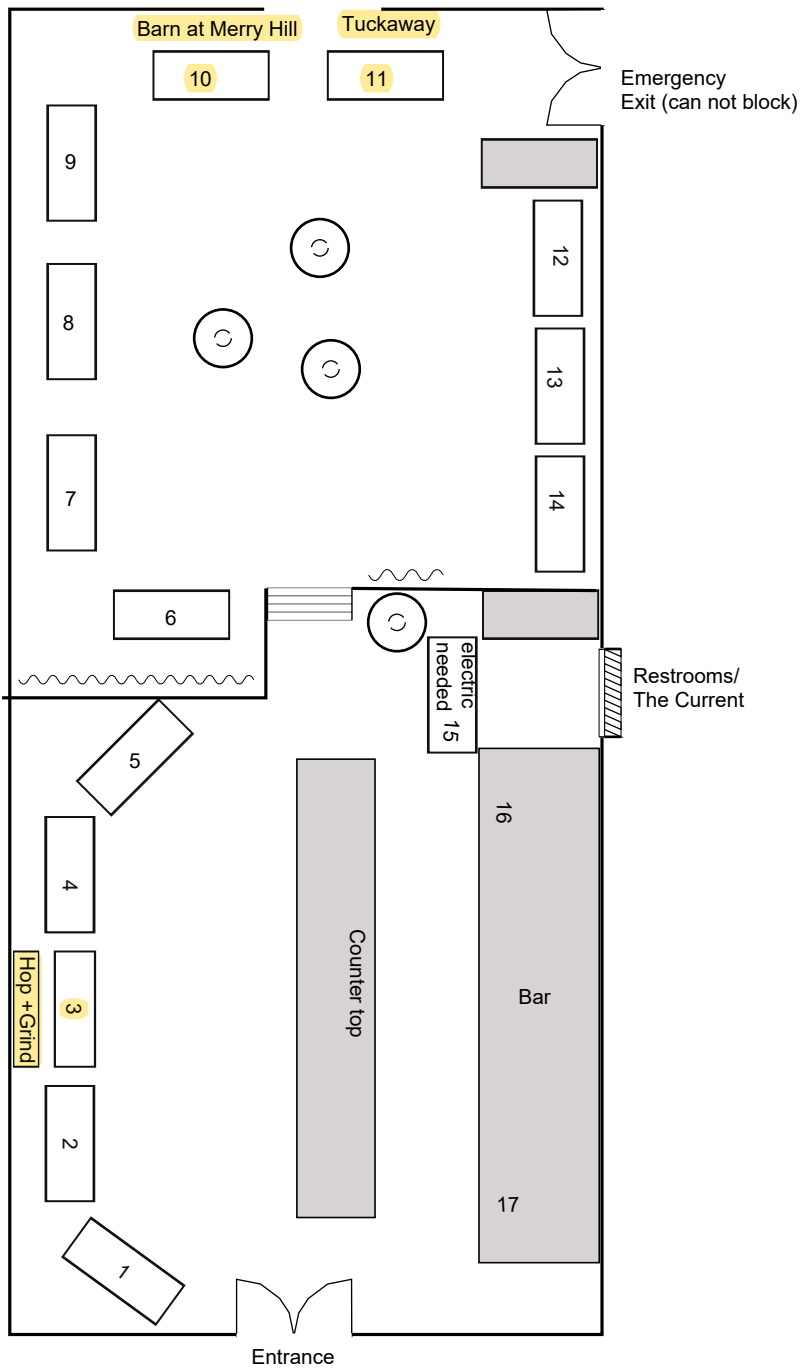 Barn at Merry Hill
Tuckaway
10
11
Emergency
Exit (can not block)
9
12
8
13
7
14
6
electric
needed 15
Restrooms/
The Current
5
16
4
Counter top
Hop +Grind
3
Bar
2
17
1
Entrance